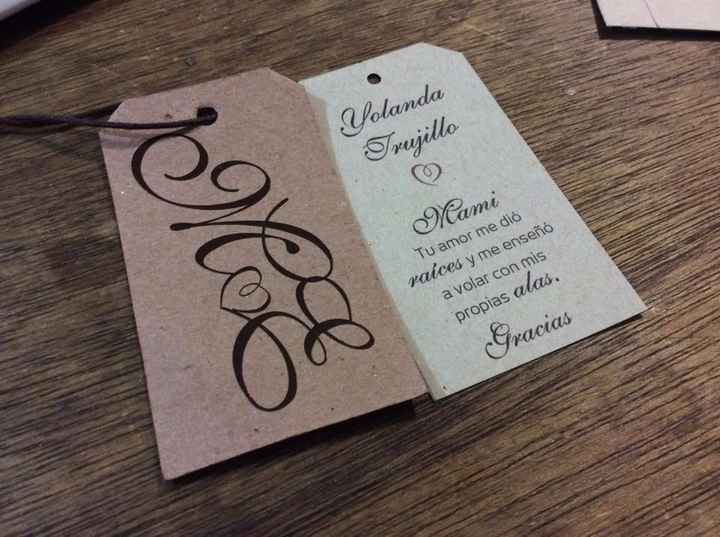 Yolanda
Trujillo
Mami
Tu amor me dió
raíces y me enseñó
a volar con mis
propias alas.
Gracias